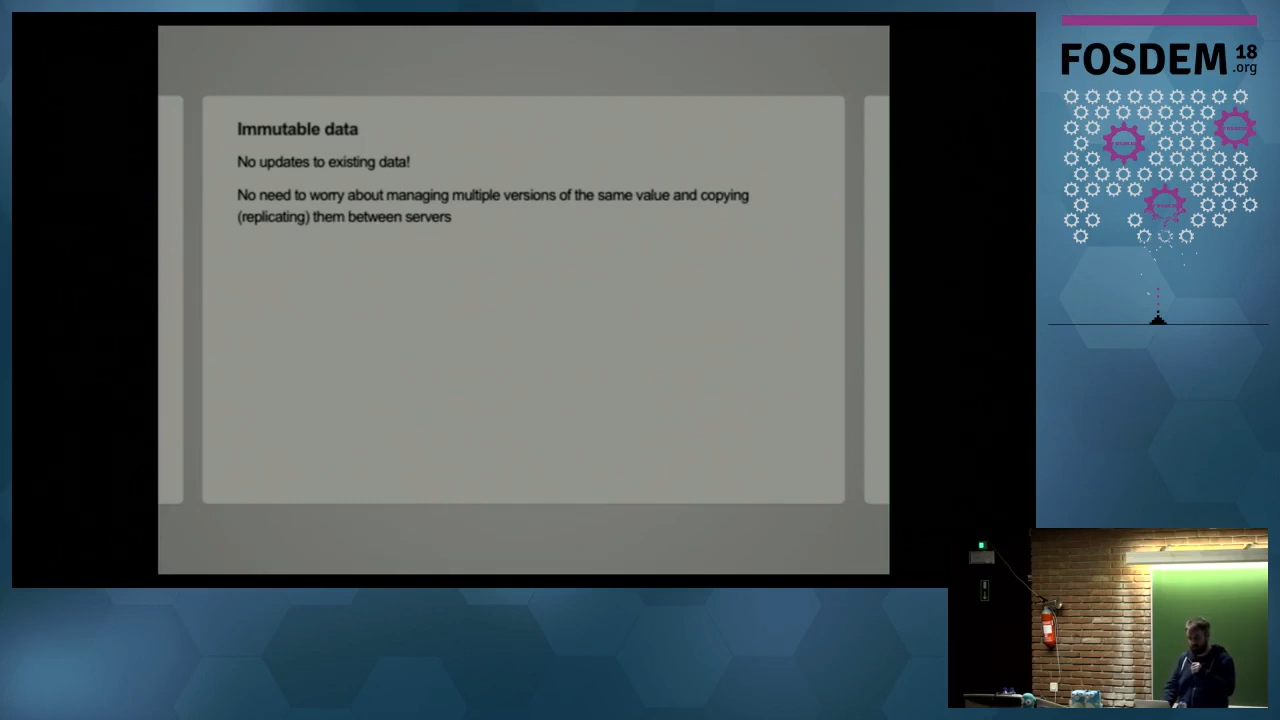 Immutable data
No updates to existing data!
No need to worry about managing multiple versions of the same value and copying
(replicating) them between servers
FOSDEM 18
.org